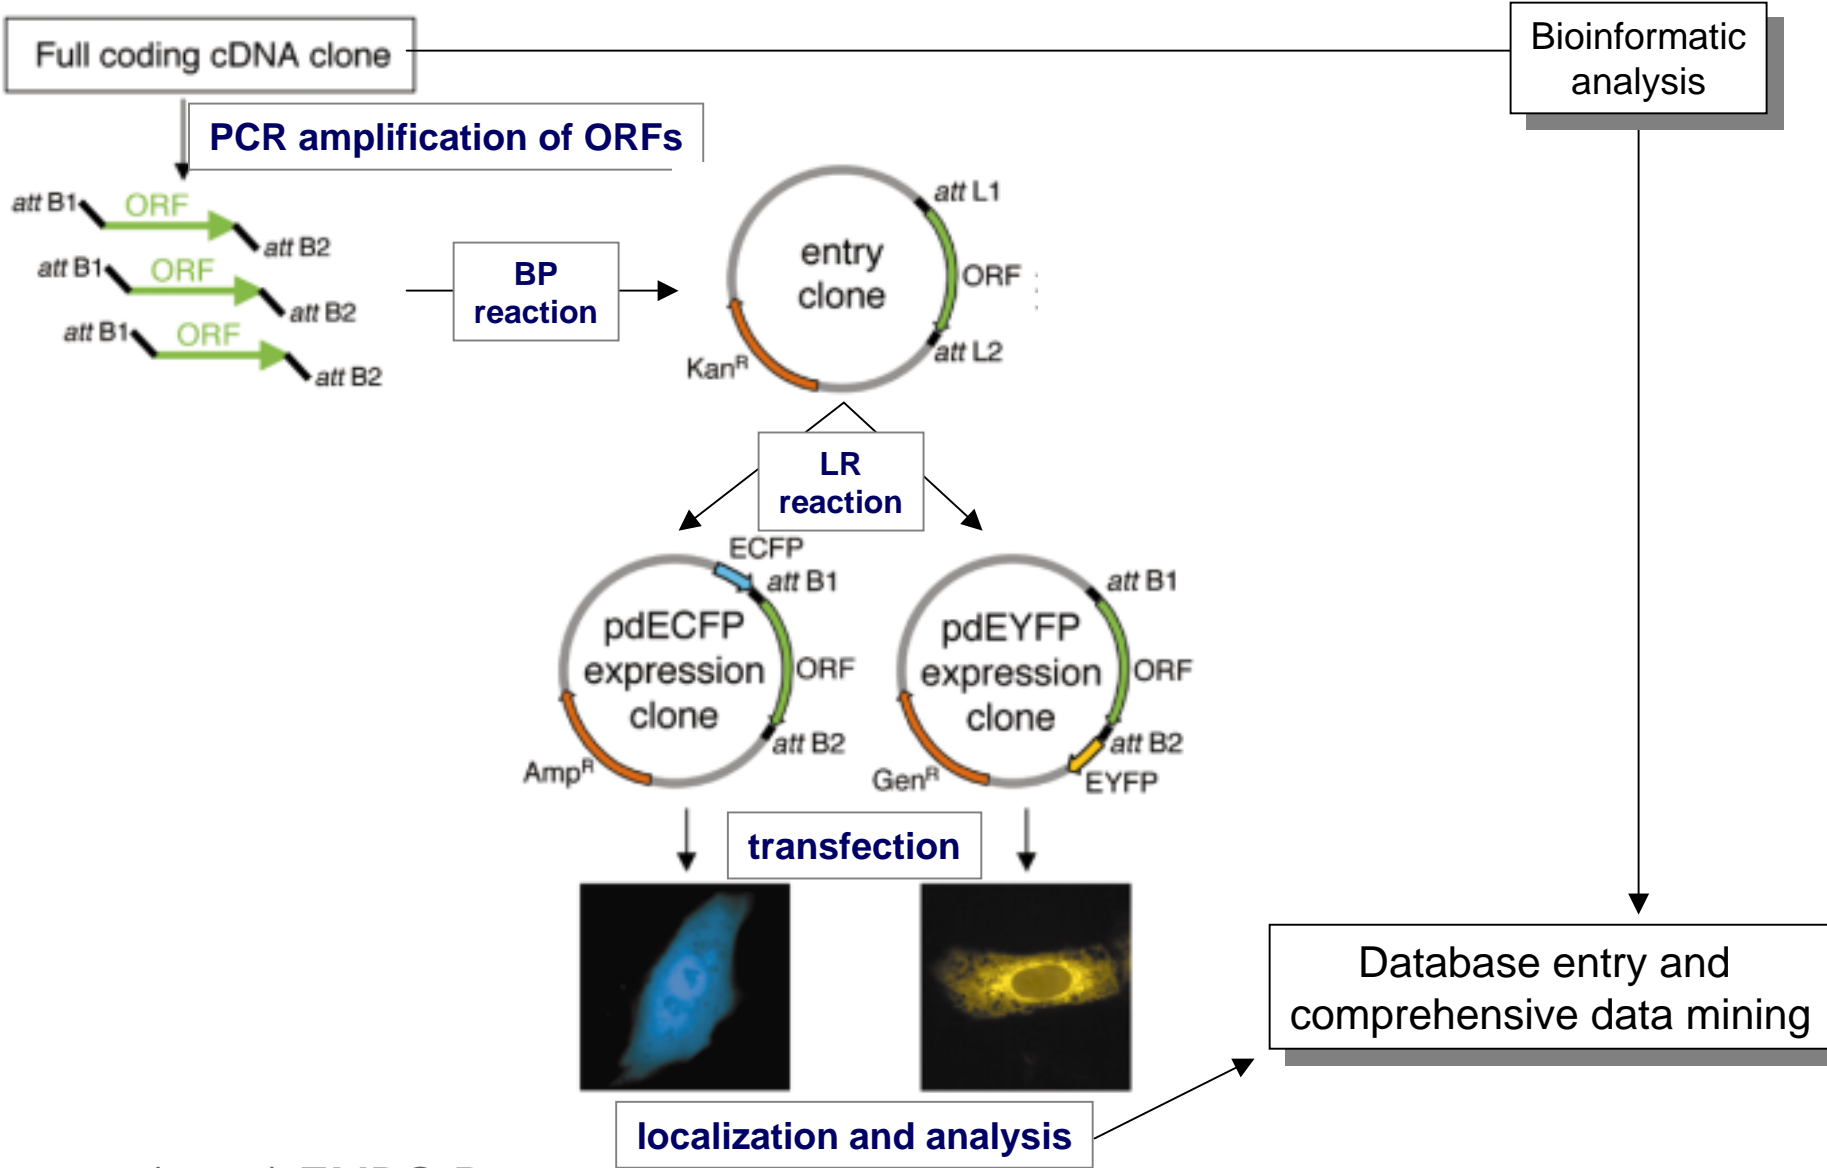 Full coding cDNA clone
Bioinformatic
analysis
PCR amplification of ORFs
att B1
ORF
att B2
att B1
ORF
att B2
att B1
ORF
att B2
BP
reaction
att L1
entry
clone
ORF
att L2
Kan^R
LR
reaction
ECFP
att B1
pdECFP
expression
clone
ORF
att B2
Amp^R
att B1
pdEYFP
expression
clone
ORF
att B2
EYFP
Gen^R
transfection
Database entry and
comprehensive data mining
localization and analysis